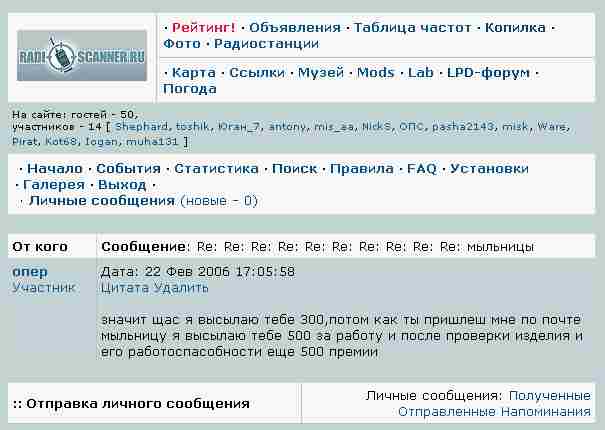 RADIOSCANNER.RU
· Рейтинг! · Объявления · Таблица частот · Копилка ·
Фото · Радиостанции
· Карта · Ссылки · Музей · Mods · Lab · LPD-форум ·
Погода
На сайте: гостей - 50,
участников - 14 [ Shephard, toshik, Юган_7, antony, mis_aa, NickS, ОПС, pasha2143, misk, Ware,
Pirat, Kot68, Iogan, muha131 ]
· Начало · События · Статистика · Поиск · Правила · FAQ · Установки
· Галерея · Выход ·
· Личные сообщения (новые - 0)
От кого
Сообщение: Re: Re: Re: Re: Re: Re: Re: Re: Re: Re: мыльницы
опер
Участник
Дата: 22 Фев 2006 17:05:58
Цитата Удалить
значит щас я высылаю тебе 300,потом как ты пришлеш мне по почте
мыльницу я высылаю тебе 500 за работу и после проверки изделия и
его работоспасобности еще 500 премии
:: Отправка личного сообщения
Личные сообщения: Полученные
Отправленные Напоминания